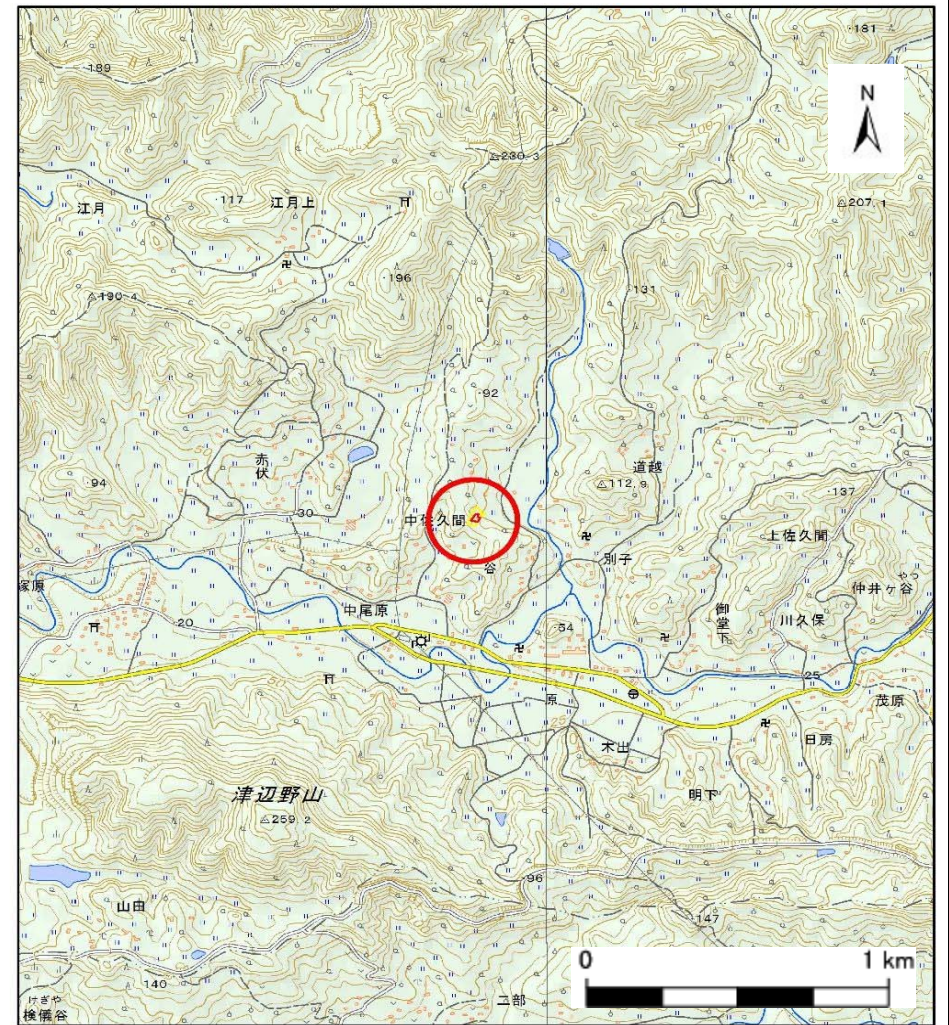 ・181
・189
N
△230.3
江月
・117
江月上
△207.1
・196
・131
△190.4
・92
赤伏
道越
△112.9
・94
・137
30
中佐久間
上佐久間
谷
別子
やつ
仲井ヶ谷
塚原
中尾原
御堂下
20
・54
川久保
25
原
茂原
木出
日房
津辺野山
明下
△259.2
・96
山田
・147
0
1 km
・140
けぎや
検儀谷
二部